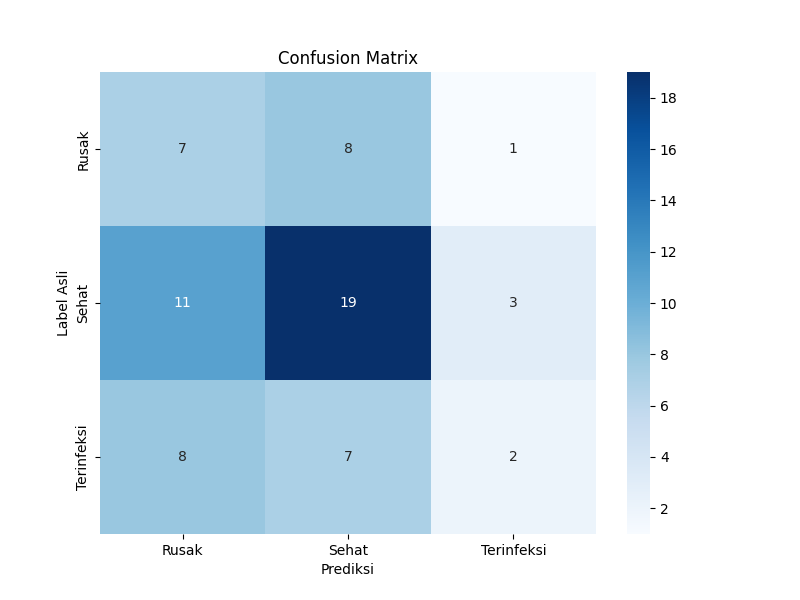 Confusion Matrix
Label Asli
Rusak
7
8
1
Sehat
11
19
3
Terinfeksi
8
7
2
Rusak
Sehat
Terinfeksi
Prediksi
18
16
14
12
10
8
6
4
2